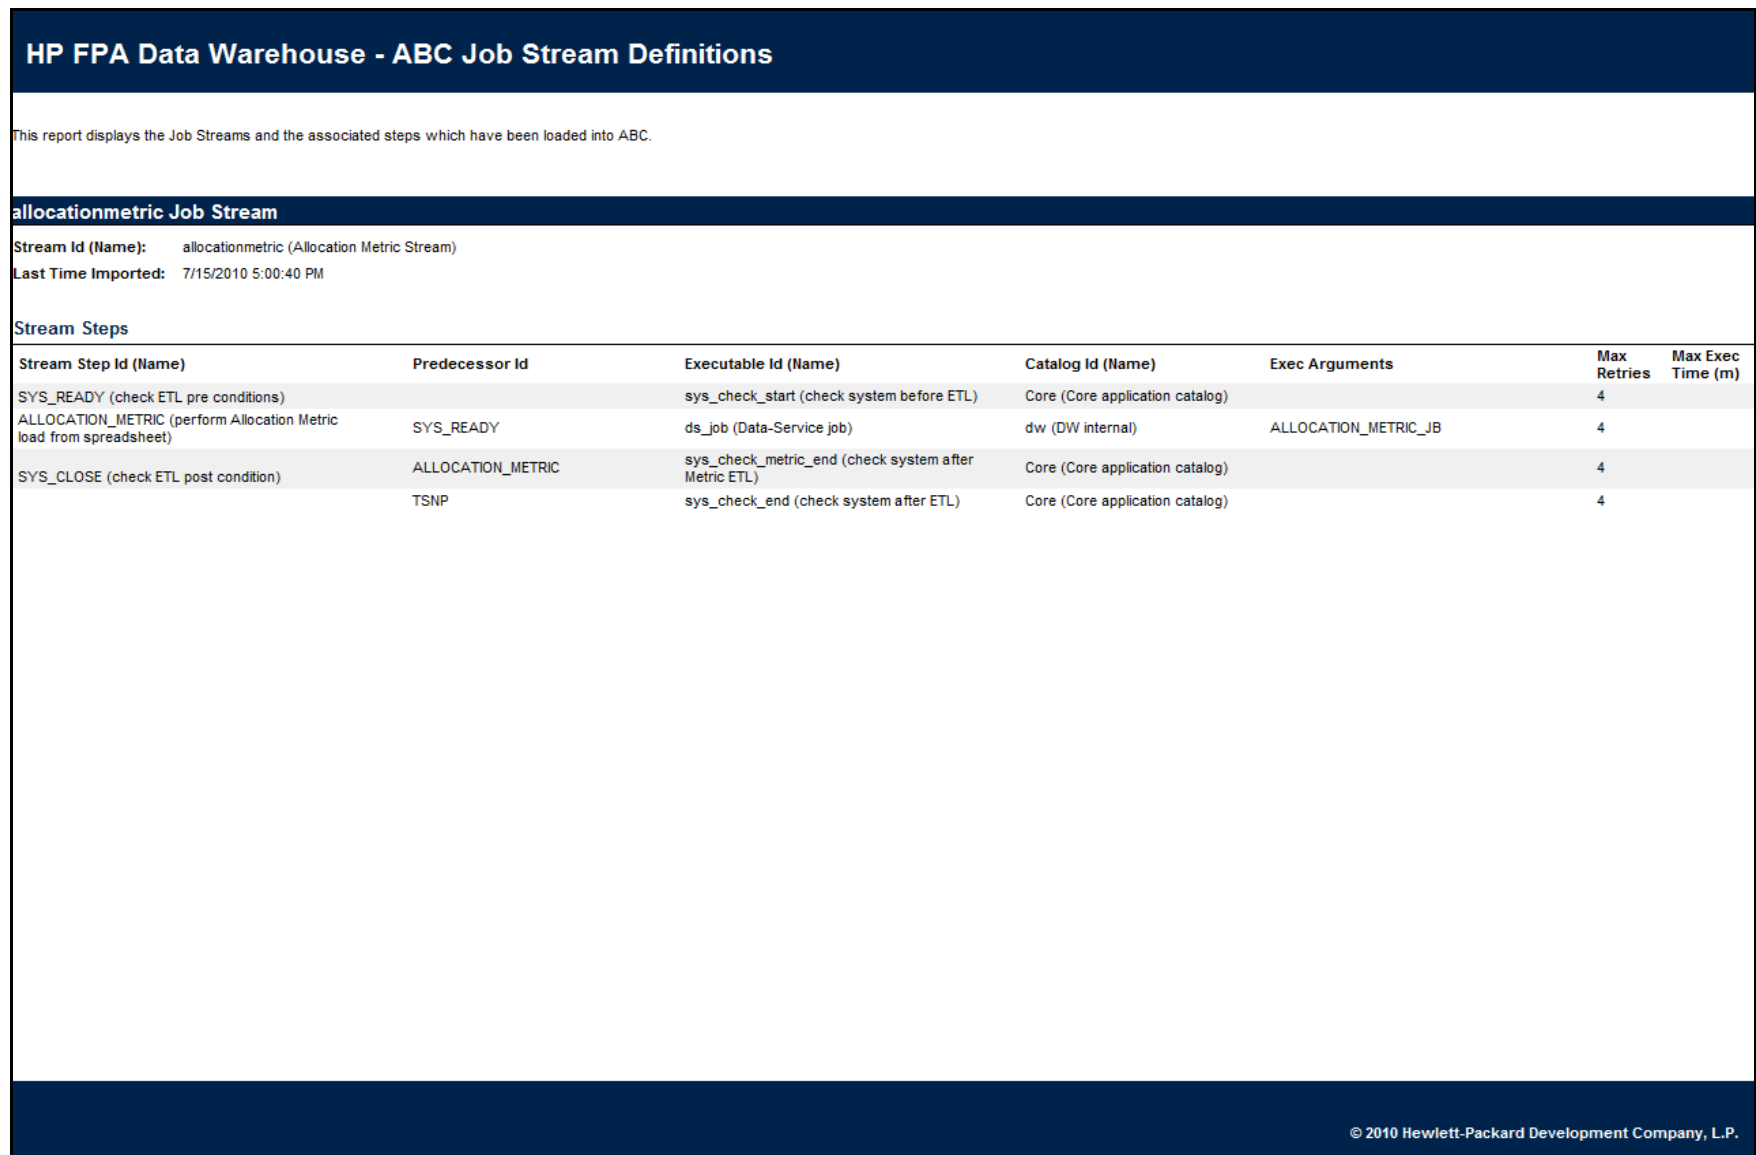 HP FPA Data Warehouse - ABC Job Stream Definitions
This report displays the Job Streams and the associated steps which have been loaded into ABC.
allocationmetric Job Stream
Stream Id (Name): allocationmetric (Allocation Metric Stream)
Last Time Imported: 7/15/2010 5:00:40 PM
Stream Steps
Stream Step Id (Name) Predecessor Id Executable Id (Name) Catalog Id (Name) Exec Arguments Max Retries Max Exec Time (m)
SYS_READY (check ETL pre conditions) sys_check_start (check system before ETL) Core (Core application catalog) 4
ALLOCATION_METRIC (perform Allocation Metric load from spreadsheet) SYS_READY ds_job (Data-Service job) dw (DW internal) ALLOCATION_METRIC_JB 4
SYS_CLOSE (check ETL post condition) ALLOCATION_METRIC sys_check_metric_end (check system after Metric ETL) Core (Core application catalog) 4
TSNP sys_check_end (check system after ETL) Core (Core application catalog) 4
© 2010 Hewlett-Packard Development Company, L.P.